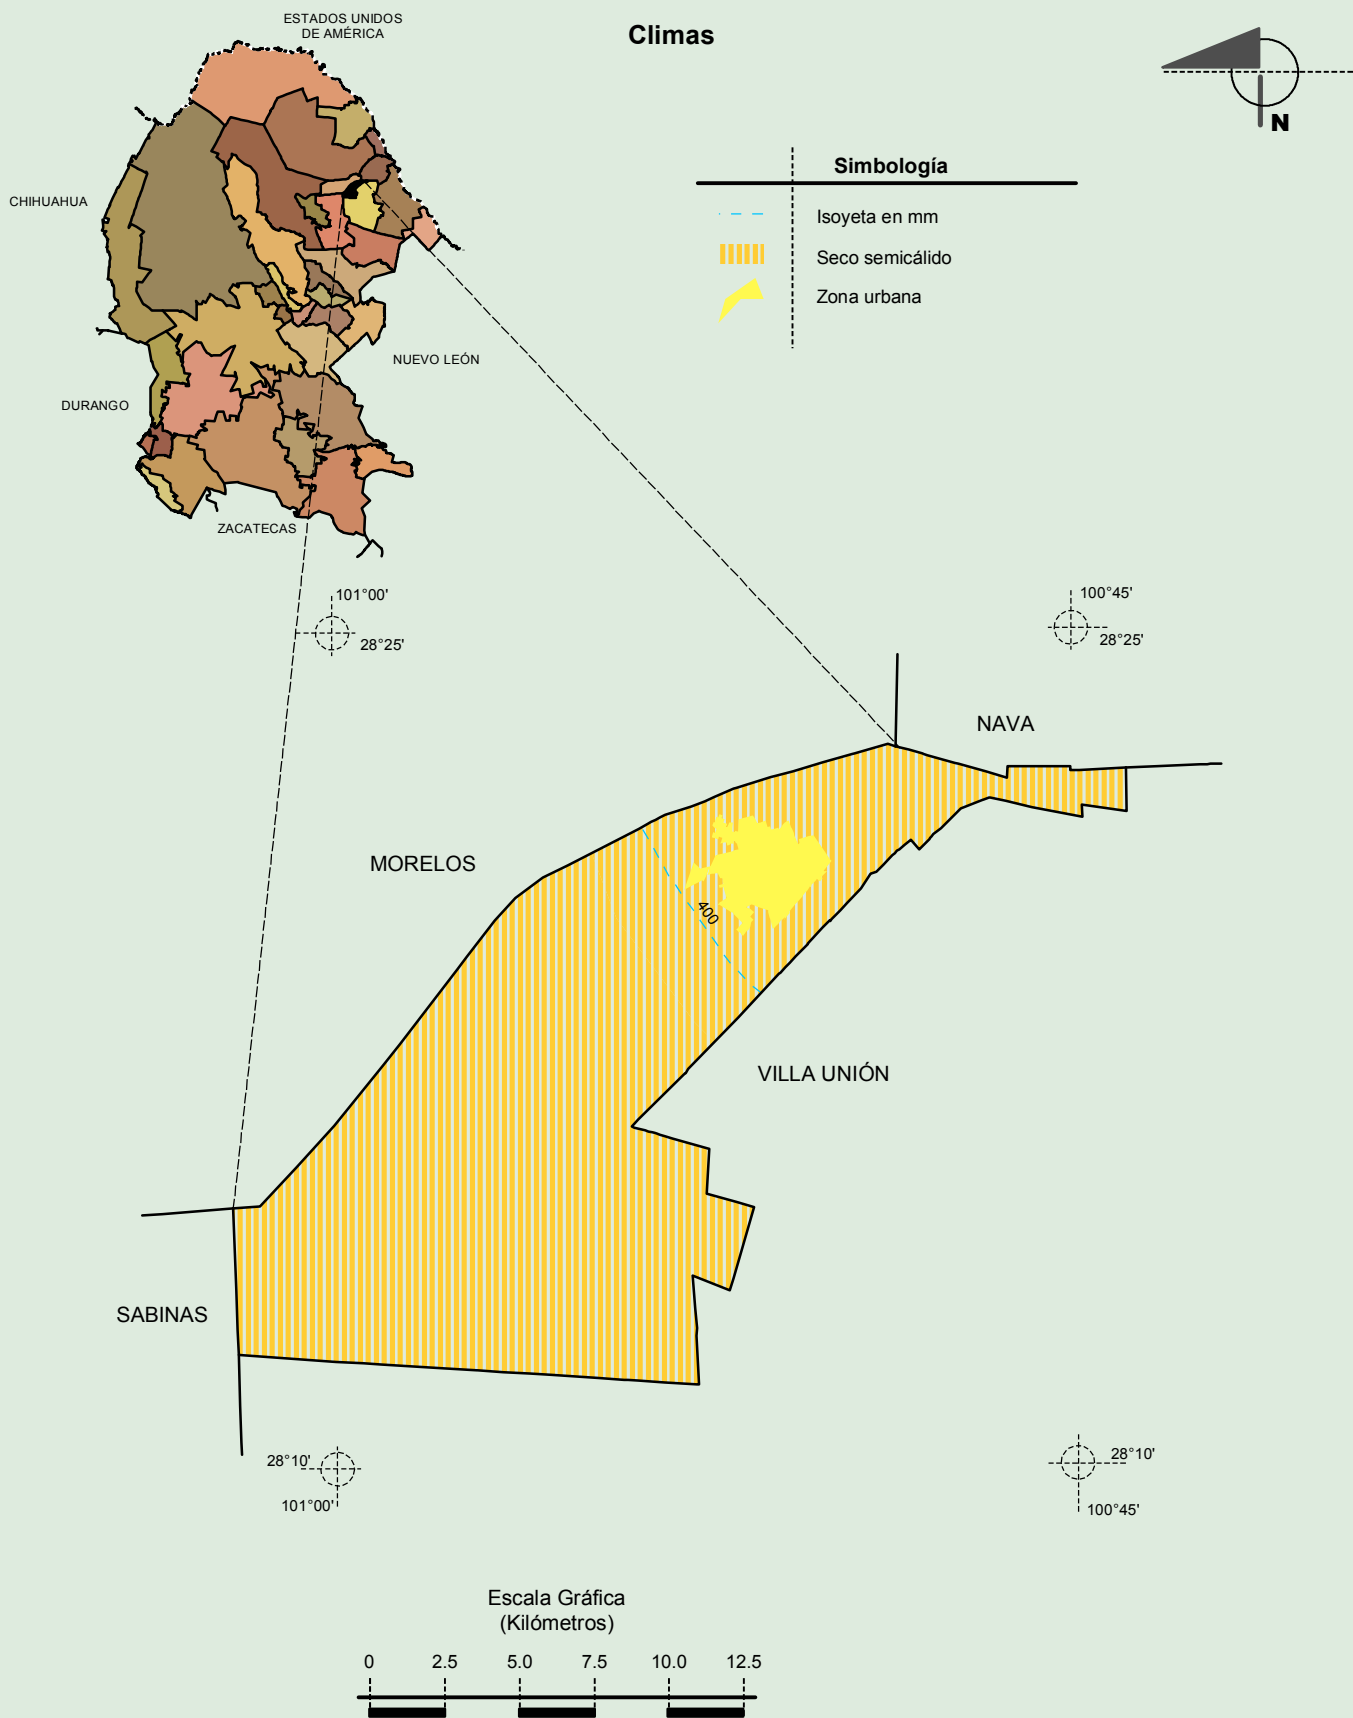 Climas
ESTADOS UNIDOS
DE AMÉRICA
CHIHUAHUA
NUEVO LEÓN
DURANGO
ZACATECAS
N
Simbología
Isoyeta en mm
Seco semicálido
Zona urbana
101°00'
28°25'
100°45'
28°25'
NAVA
MORELOS
400
VILLA UNIÓN
SABINAS
28°10'
101°00'
28°10'
100°45'
Escala Gráfica
(Kilómetros)
0 2.5 5.0 7.5 10.0 12.5